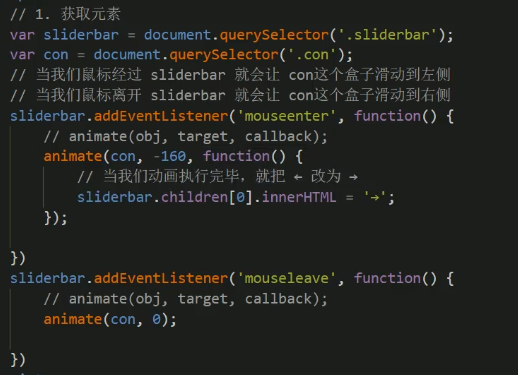 // 1. 获取元素
var sliderbar = document.querySelector('.sliderbar');
var con = document.querySelector('.con');
// 当我们鼠标经过 sliderbar 就会让 con这个盒子滑动到左侧
// 当我们鼠标离开 sliderbar 就会让 con这个盒子滑动到右侧
sliderbar.addEventListener('mouseenter', function() {
    // animate(obj, target, callback);
    animate(con, -160, function() {
        // 当我们动画执行完毕，就把 ← 改为 →
        sliderbar.children[0].innerHTML = '→';
    });
})
sliderbar.addEventListener('mouseleave', function() {
    // animate(obj, target, callback);
    animate(con, 0);
})